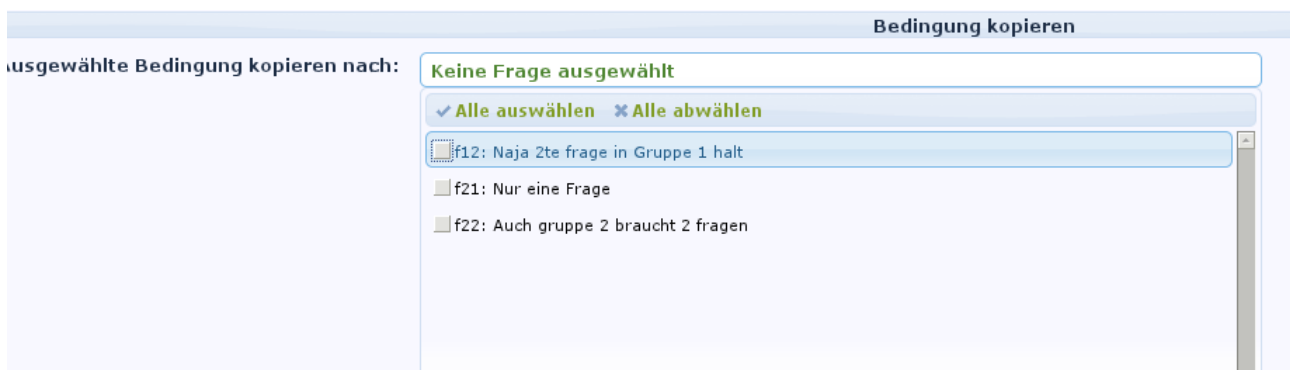 Bedingung kopieren
Ausgewählte Bedingung kopieren nach:
Keine Frage ausgewählt
Alle auswählen Alle abwählen
f12: Naja 2te frage in Gruppe 1 halt
f21: Nur eine Frage
f22: Auch gruppe 2 braucht 2 fragen